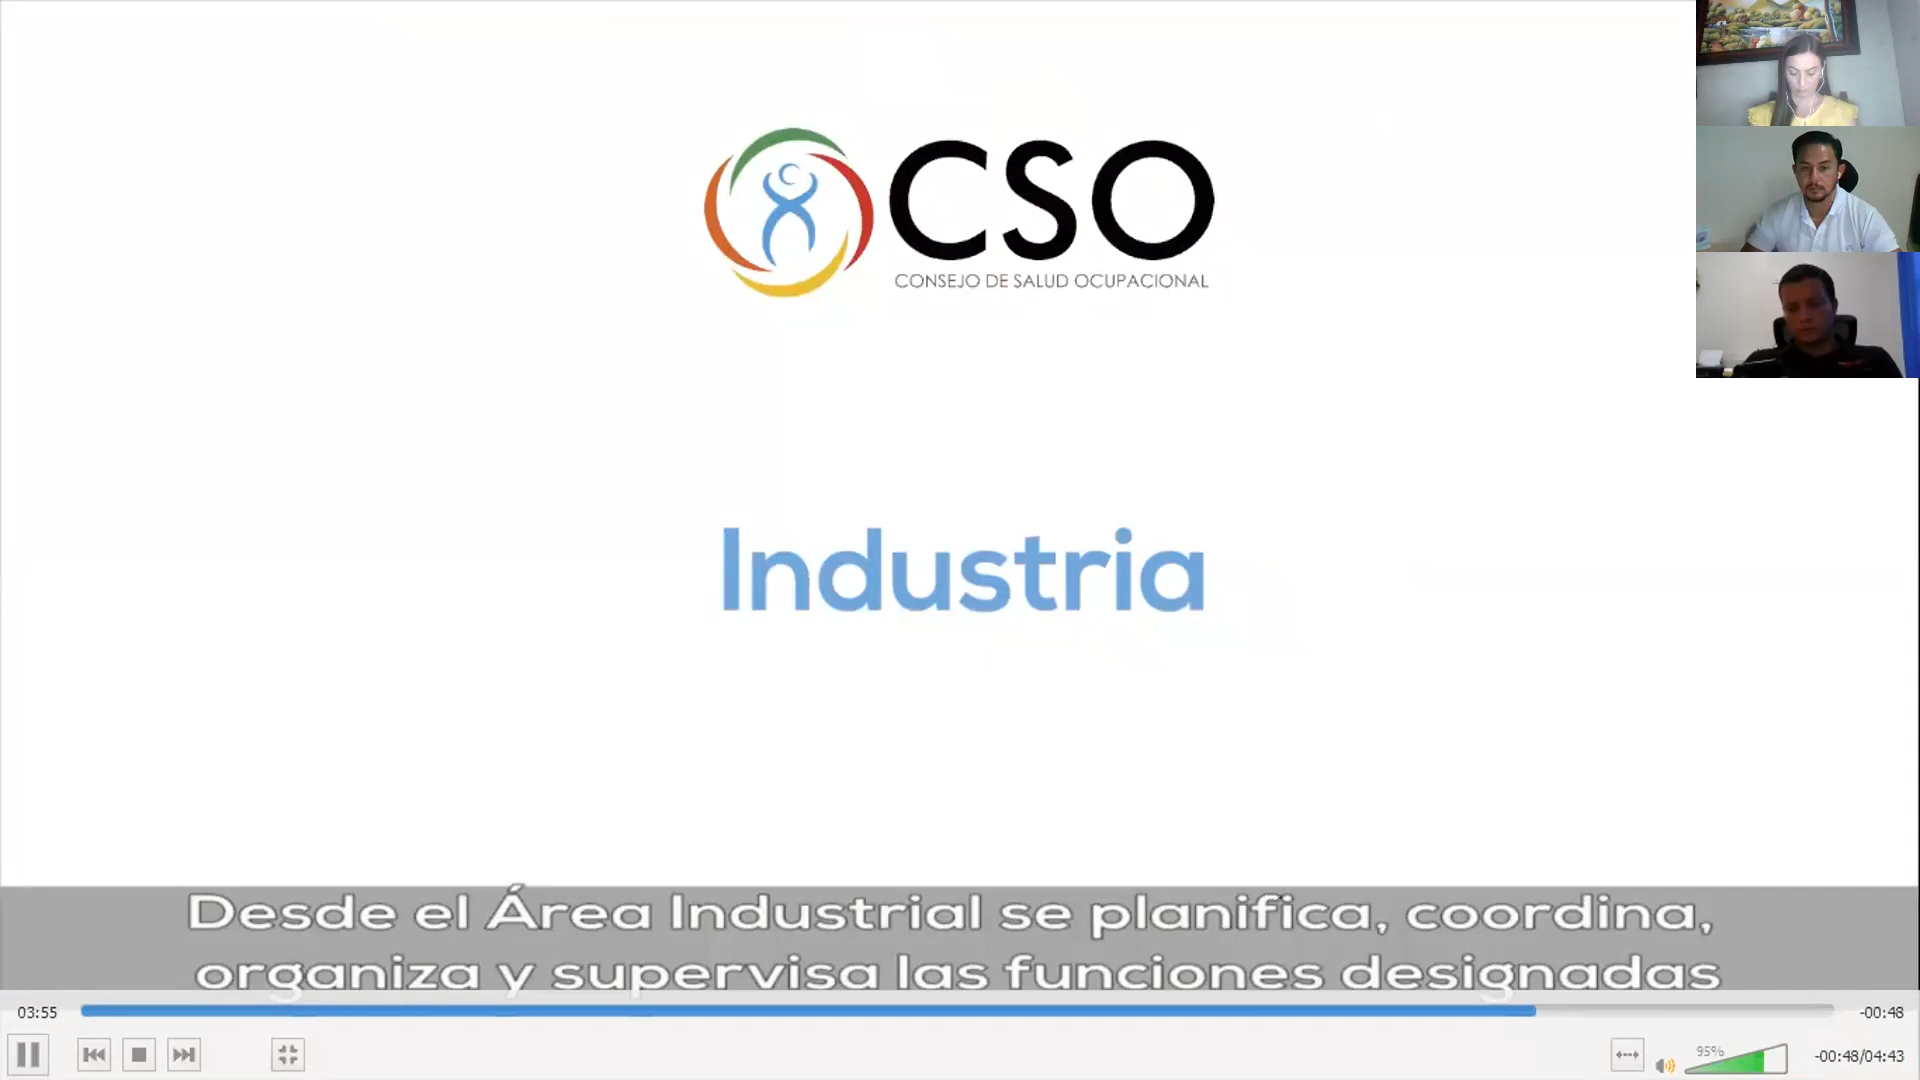 CSO
CONSEJO DE SALUD OCUPACIONAL
Industria
Desde el Área Industrial se planifica, coordina,
organiza y supervisa las funciones designadas
03:55
-00:48
95%
-00:48/04:43